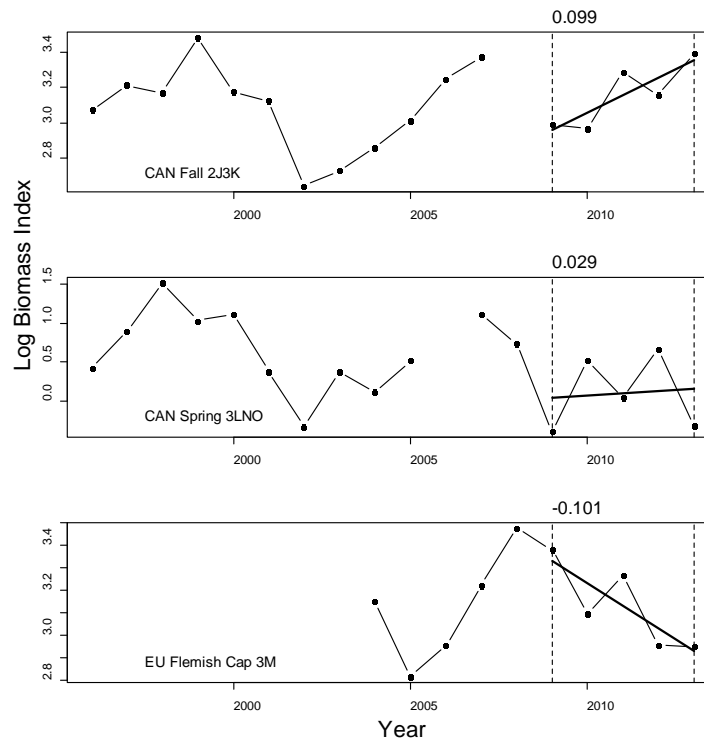 0.099
3.4
3.2
3.0
2.8
CAN Fall 2J3K
2000 2005 2010
Log Biomass Index
0.029
1.5
1.0
0.5
0.0
CAN Spring 3LNO
2000 2005 2010
-0.101
3.4
3.2
3.0
2.8
EU Flemish Cap 3M
2000 2005 2010
Year